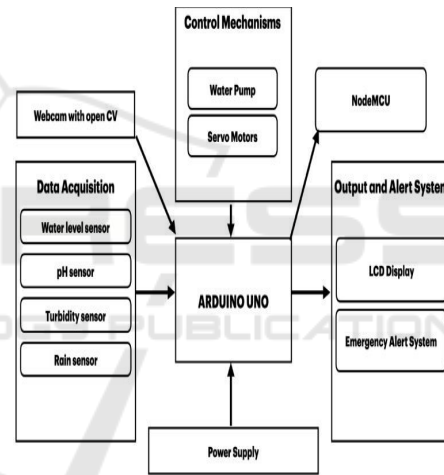 Control Mechanisms
Water Pump
Servo Motors
NodeMCU
Webcam with open CV
Data Acquisition
Water level sensor
pH sensor
Turbidity sensor
Rain sensor
ARDUINO UNO
Output and Alert System
LCD Display
Emergency Alert System
Power Supply